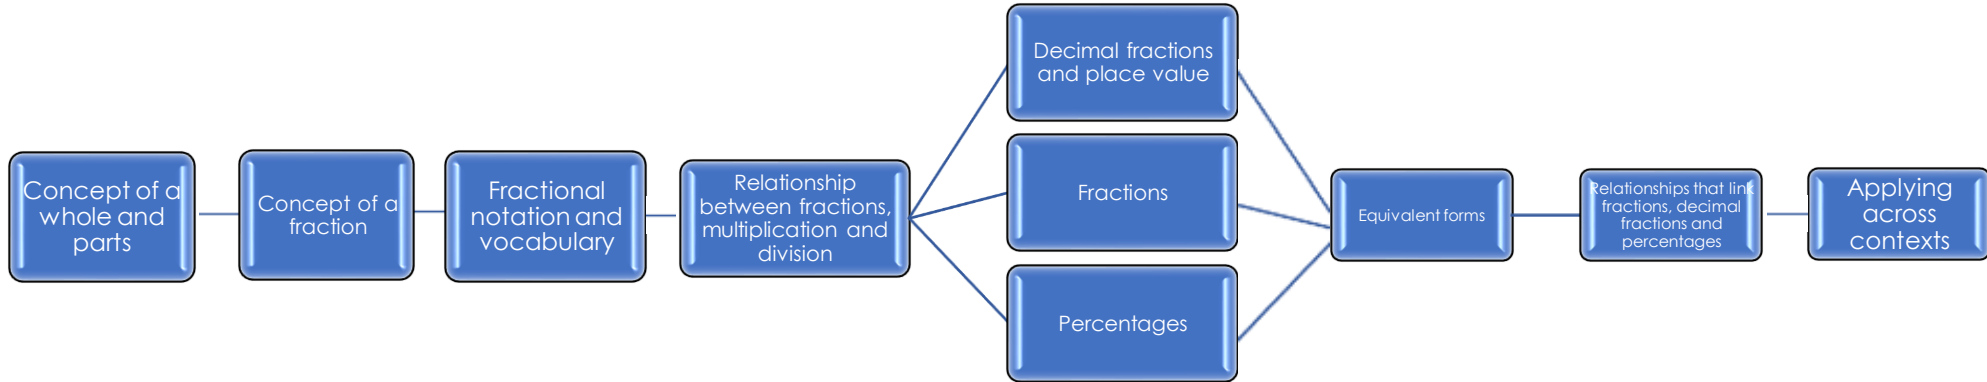 Concept of a
whole and
parts
Concept of a
fraction
Fractional
notation and
vocabulary
Relationship
between fractions,
multiplication and
division
Decimal fractions
and place value
Fractions
Percentages
Equivalent forms
Relationships that link
fractions, decimal
fractions and
percentages
Applying
across
contexts